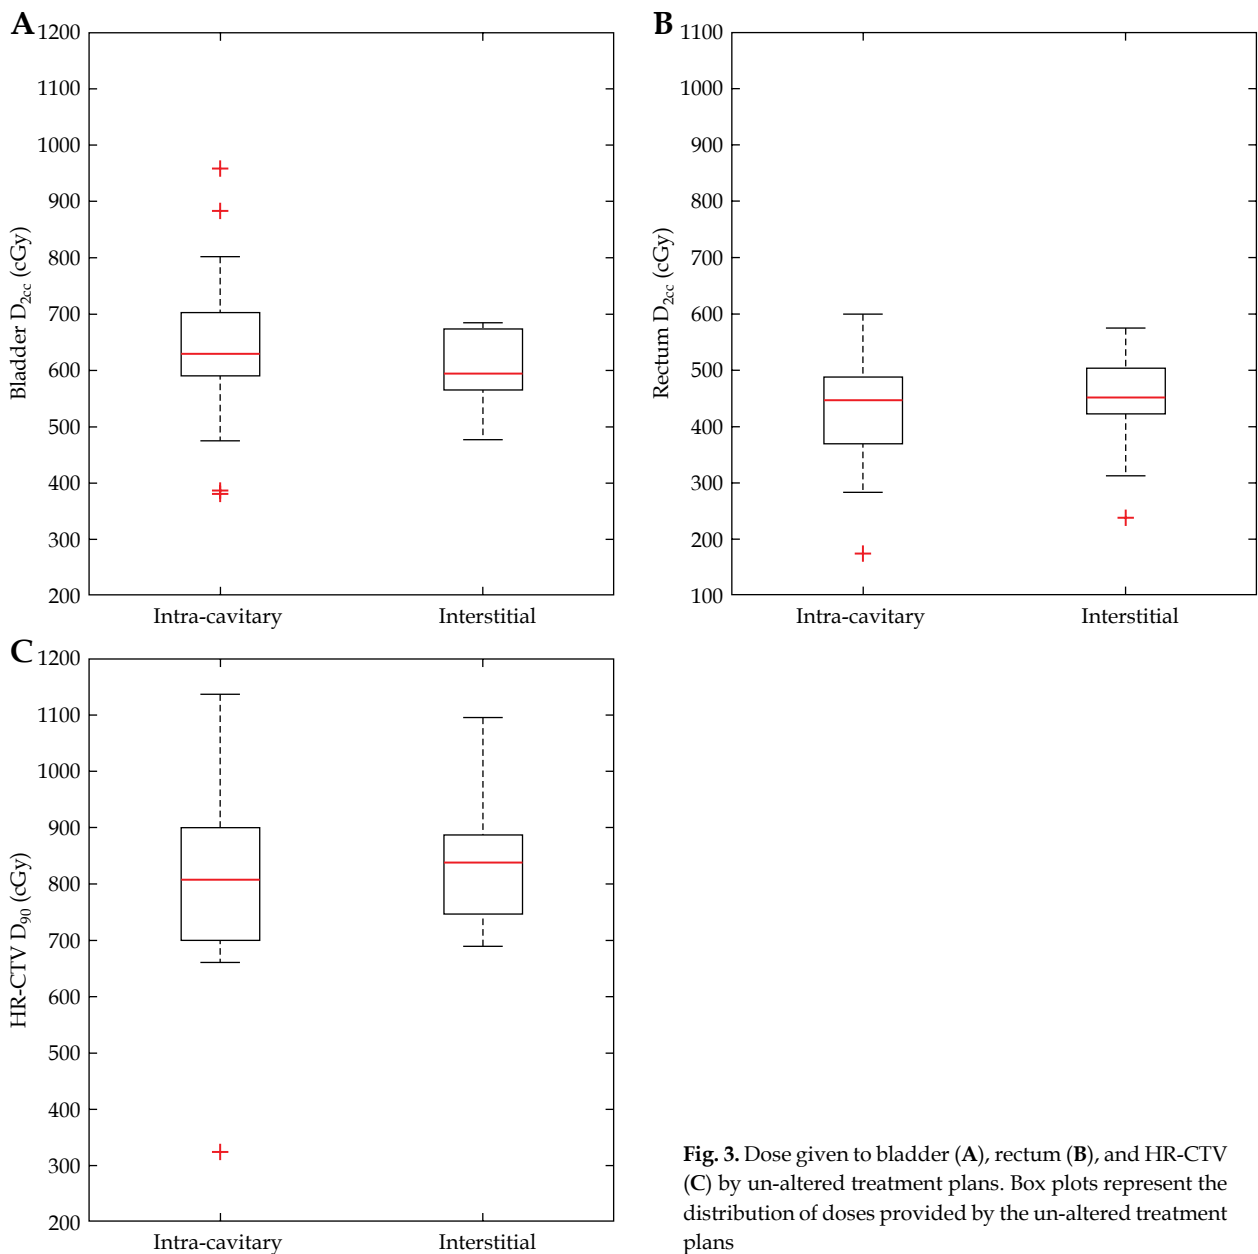 A
1200
1100
1000
900
800
700
600
500
400
300
200
Bladder D2cc (cGy)
Intra-cavitary Interstitial
B
1100
1000
900
800
700
600
500
400
300
200
100
Rectum D2cc (cGy)
Intra-cavitary Interstitial
C
1200
1100
1000
900
800
700
600
500
400
300
200
HR-CTV D90 (cGy)
Intra-cavitary Interstitial
Fig. 3. Dose given to bladder (A), rectum (B), and HR-CTV
(C) by un-altered treatment plans. Box plots represent the
distribution of doses provided by the un-altered treatment
plans